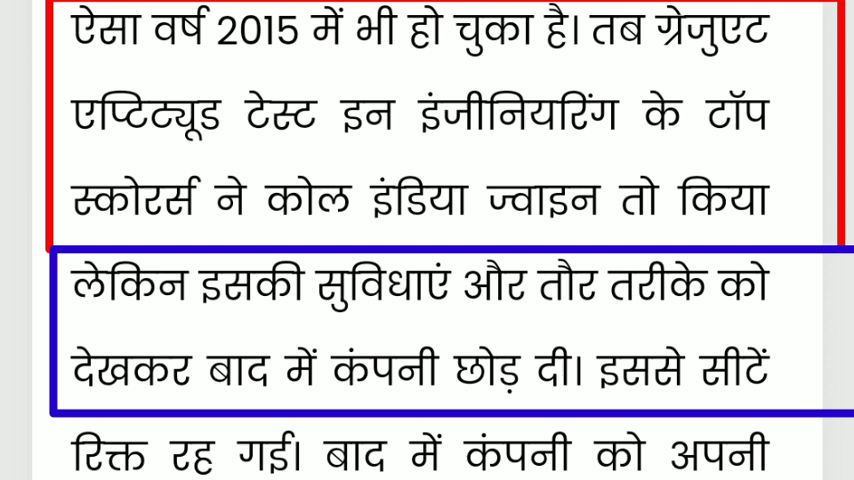 ऐसा वर्ष 2015 में भी हो चुका है। तब ग्रेजुएट
एप्टिट्यूड टेस्ट इन इंजीनियरिंग के टॉप
स्कोरर्स ने कोल इंडिया ज्वाइन तो किया
लेकिन इसकी सुविधाएं और तौर तरीके को
देखकर बाद में कंपनी छोड़ दी। इससे सीटें
रिक्त रह गई। बाद में कंपनी को अपनी